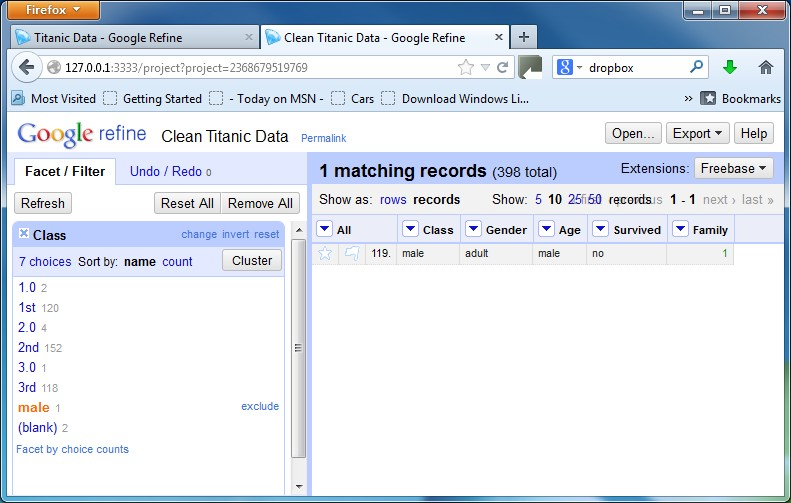 Firefox
Titanic Data - Google Refine
Clean Titanic Data - Google Refine
127.0.0.1:3333/project?project=2368679519769
dropbox
Most Visited Getting Started - Today on MSN - Cars Download Windows Li... » Bookmarks
Google refine Clean Titanic Data Permalink Open... Export Help
Facet / Filter Undo / Redo 0
1 matching records (398 total) Extensions: Freebase
Refresh Reset All Remove All
Show as: rows records Show: 5 10 25 50 records 1 - 1 next › last »
Class change invert reset
7 choices Sort by: name count Cluster
1.0 2
1st 120
2.0 4
2nd 152
3.0 1
3rd 118
male 1 exclude
(blank) 2
Facet by choice counts
All Class Gender Age Survived Family
119. male adult male no 1